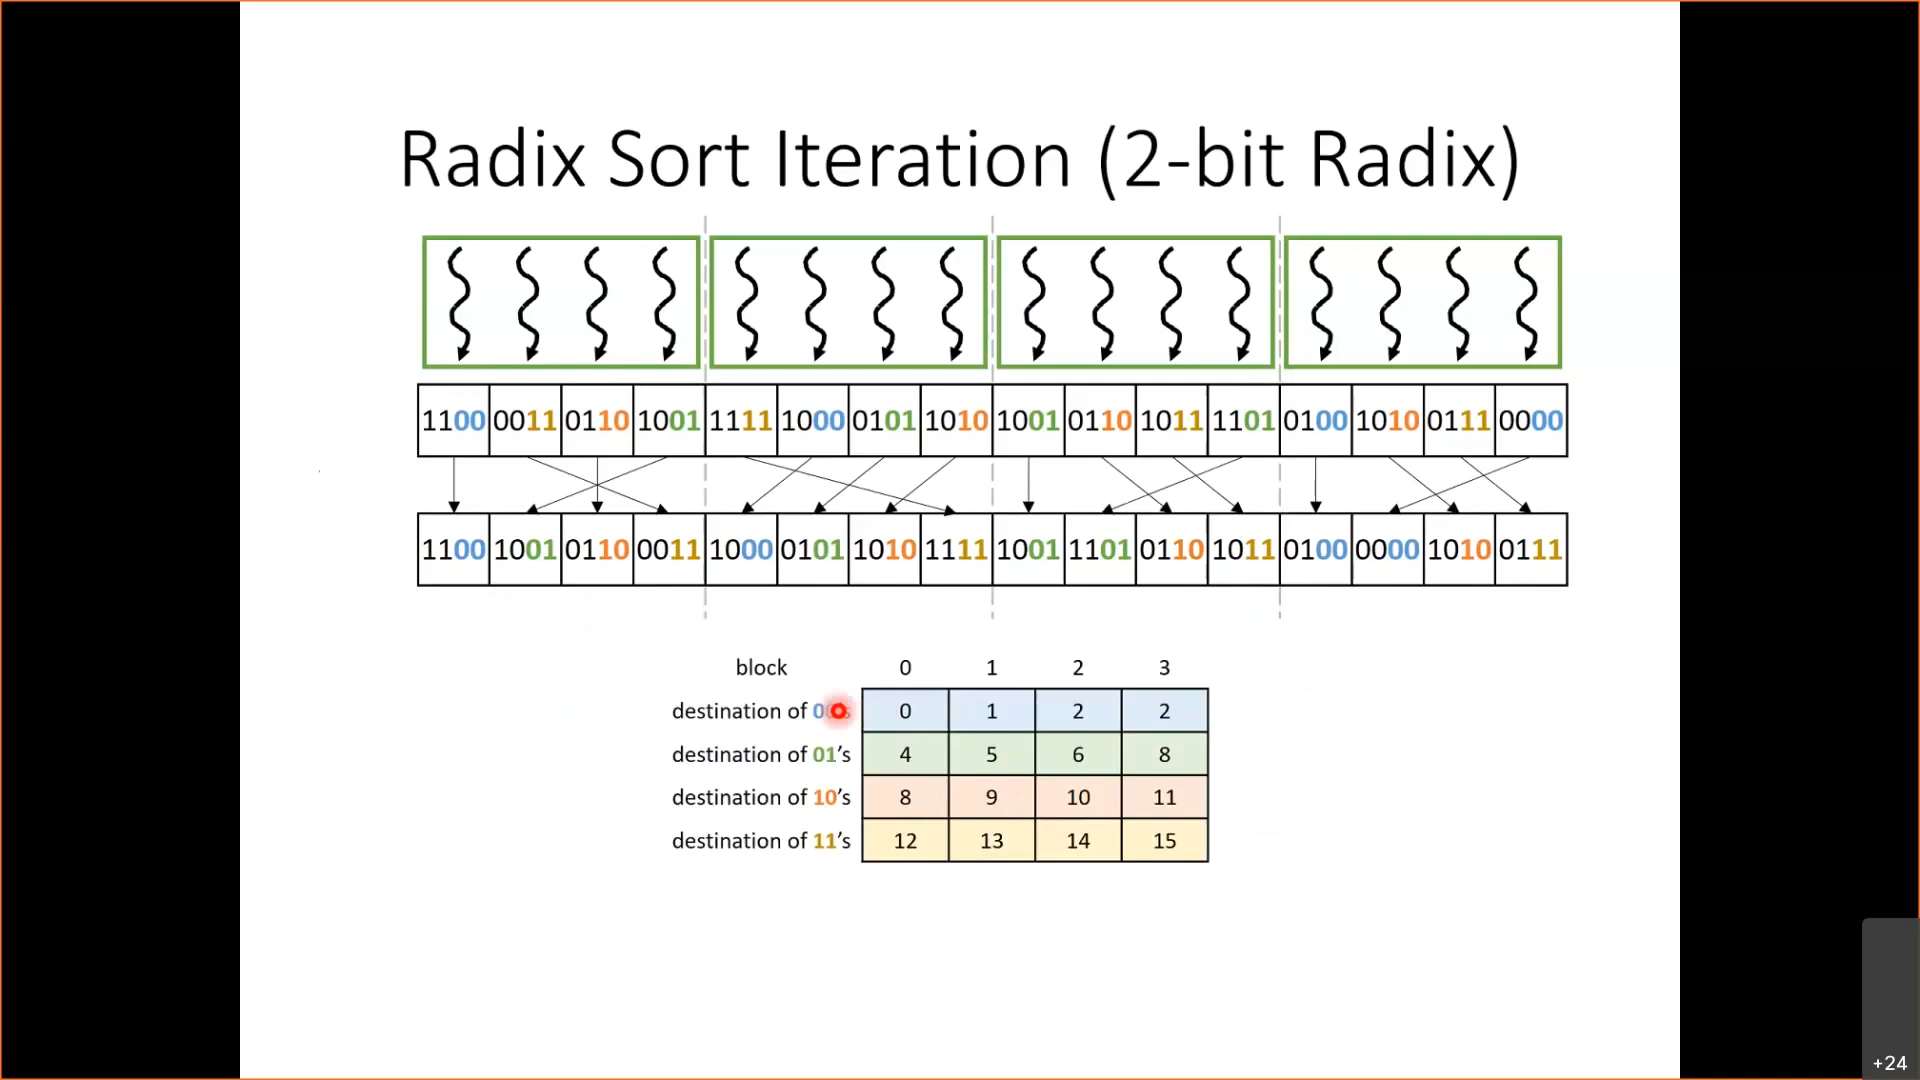 Radix Sort Iteration (2-bit Radix)
1100 0011 0110 1001 1111 1000 0101 1010 1001 0110 1011 1101 0100 1010 0111 0000
1100 1001 0110 0011 1000 0101 1010 1111 1001 1101 0110 1011 0100 0000 1010 0111
block 0 1 2 3
destination of 00's 0 1 2 2
destination of 01's 4 5 6 8
destination of 10's 8 9 10 11
destination of 11's 12 13 14 15
+24